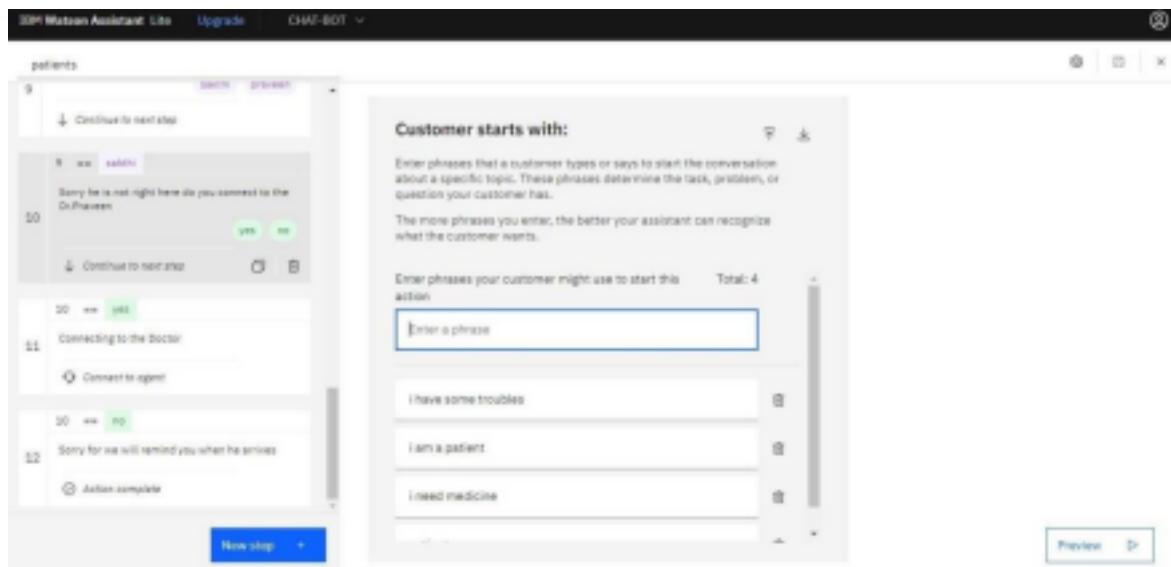 IBM Watson Assistant Lite Upgrade CHAT-BOT
patients
9 praveen
Continue to next step
9 == sakthi
Sorry he is not right here do you connect to the
Dr.Praveen
10
yes no
Continue to next step
10 == yes
Connecting to the Doctor
11
Connect to agent
10 == no
Sorry for we will remind you when he arrives
12
Action complete
New step +
Customer starts with:
Enter phrases that a customer types or says to start the conversation
about a specific topic. These phrases determine the task, problem, or
question your customer has.
The more phrases you enter, the better your assistant can recognize
what the customer wants.
Enter phrases your customer might use to start this Total: 4
action
Enter a phrase
i have some troubles
i am a patient
i need medicine
Preview